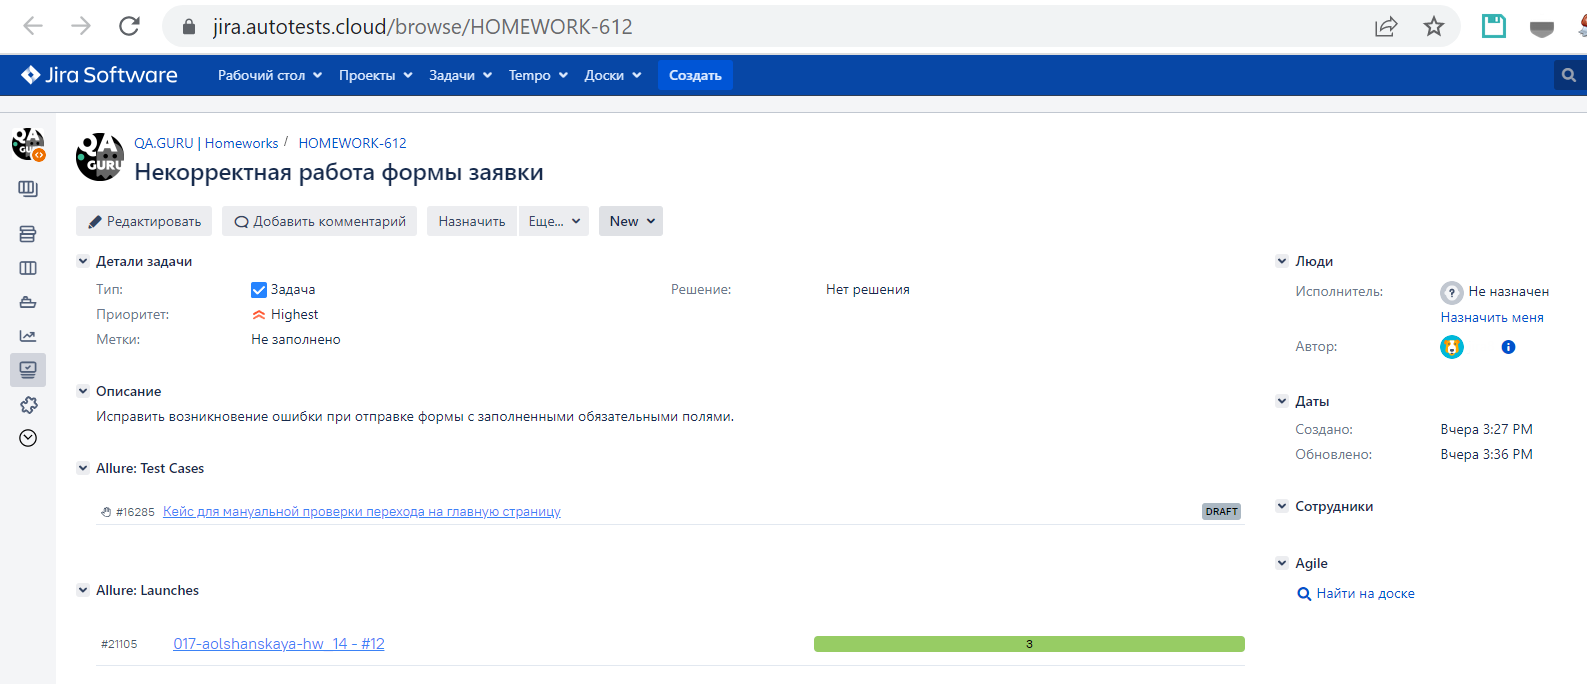 jira.autotests.cloud/browse/HOMEWORK-612
Jira Software Рабочий стол Проекты Задачи Tempo Доски Создать
QA.GURU | Homeworks / HOMEWORK-612
QA GURU Некорректная работа формы заявки
Редактировать Добавить комментарий Назначить Еще... New
Детали задачи
Тип: Задача Решение: Нет решения
Приоритет: Highest
Метки: Не заполнено
Описание
Исправить возникновение ошибки при отправке формы с заполненными обязательными полями.
Allure: Test Cases
#16285 Кейс для мануальной проверки перехода на главную страницу DRAFT
Allure: Launches
#21105 017-aolshanskaya-hw_14 - #12 3
Люди
Исполнитель: Не назначен
Назначить меня
Автор:
Даты
Создано: Вчера 3:27 PM
Обновлено: Вчера 3:36 PM
Сотрудники
Agile
Найти на доске